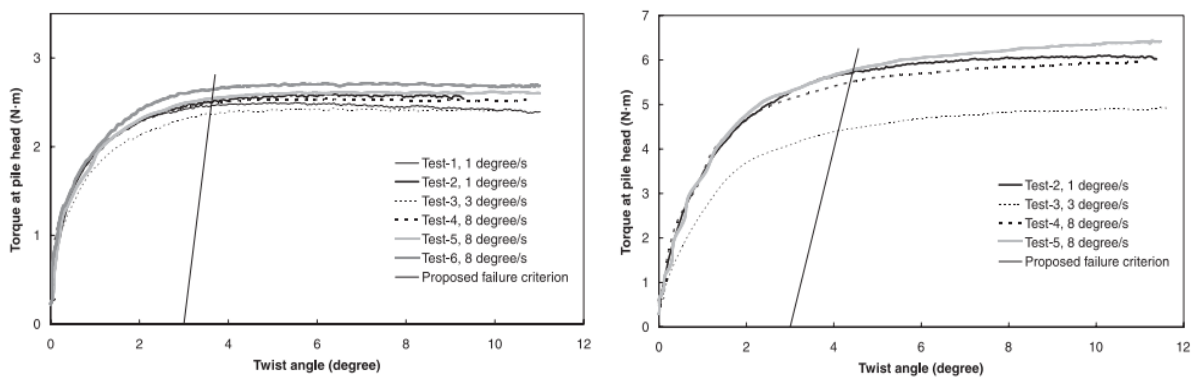 Torque at pile head (N·m)
3
2
1
0
0 2 4 6 8 10 12
Twist angle (degree)
Test-1, 1 degree/s
Test-2, 1 degree/s
Test-3, 3 degree/s
Test-4, 8 degree/s
Test-5, 8 degree/s
Test-6, 8 degree/s
Proposed failure criterion
Torque at pile head (N·m)
7
6
5
4
3
2
1
0
0 2 4 6 8 10 12
Twist angle (degree)
Test-2, 1 degree/s
Test-3, 3 degree/s
Test-4, 8 degree/s
Test-5, 8 degree/s
Proposed failure criterion